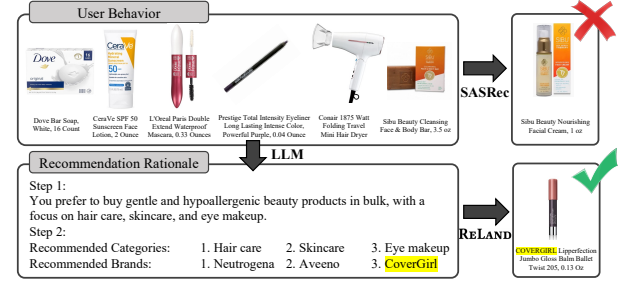 User Behavior
Dove
original
CeraVe
50
Dove Bar Soap,
White, 16 Count
CeraVe SPF 50
Sunscreen Face
Lotion, 2 Ounce
L'Oreal Paris Double
Extend Waterproof
Mascara, 0.33 Ounces
Prestige Total Intensity Eyeliner
Long Lasting Intense Color,
Powerful Purple, 0.04 Ounce
Conair 1875 Watt
Folding Travel
Mini Hair Dryer
Sibu Beauty Cleansing
Face & Body Bar, 3.5 oz
SASRec
Sibu Beauty Nourishing
Facial Cream, 1 oz
LLM
Recommendation Rationale
Step 1:
You prefer to buy gentle and hypoallergenic beauty products in bulk, with a
focus on hair care, skincare, and eye makeup.
Step 2:
Recommended Categories: 1. Hair care 2. Skincare 3. Eye makeup
Recommended Brands: 1. Neutrogena 2. Aveeno 3. CoverGirl
RELAND
COVERGIRL Lipperfection
Jumbo Gloss Balm Ballet
Twist 205, 0.13 Oz